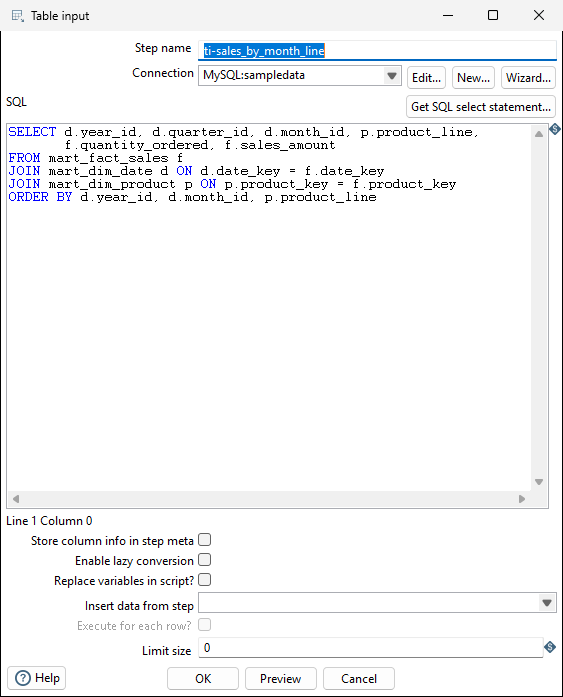 Table input
Step name ti-sales_by_month_line
Connection MySQL:sampledata Edit... New... Wizard...
SQL Get SQL select statement...
SELECT d.year_id, d.quarter_id, d.month_id, p.product_line,
f.quantity_ordered, f.sales_amount
FROM mart_fact_sales f
JOIN mart_dim_date d ON d.date_key = f.date_key
JOIN mart_dim_product p ON p.product_key = f.product_key
ORDER BY d.year_id, d.month_id, p.product_line
Line 1 Column 0
Store column info in step meta
Enable lazy conversion
Replace variables in script?
Insert data from step
Execute for each row?
Limit size 0
Help OK Preview Cancel